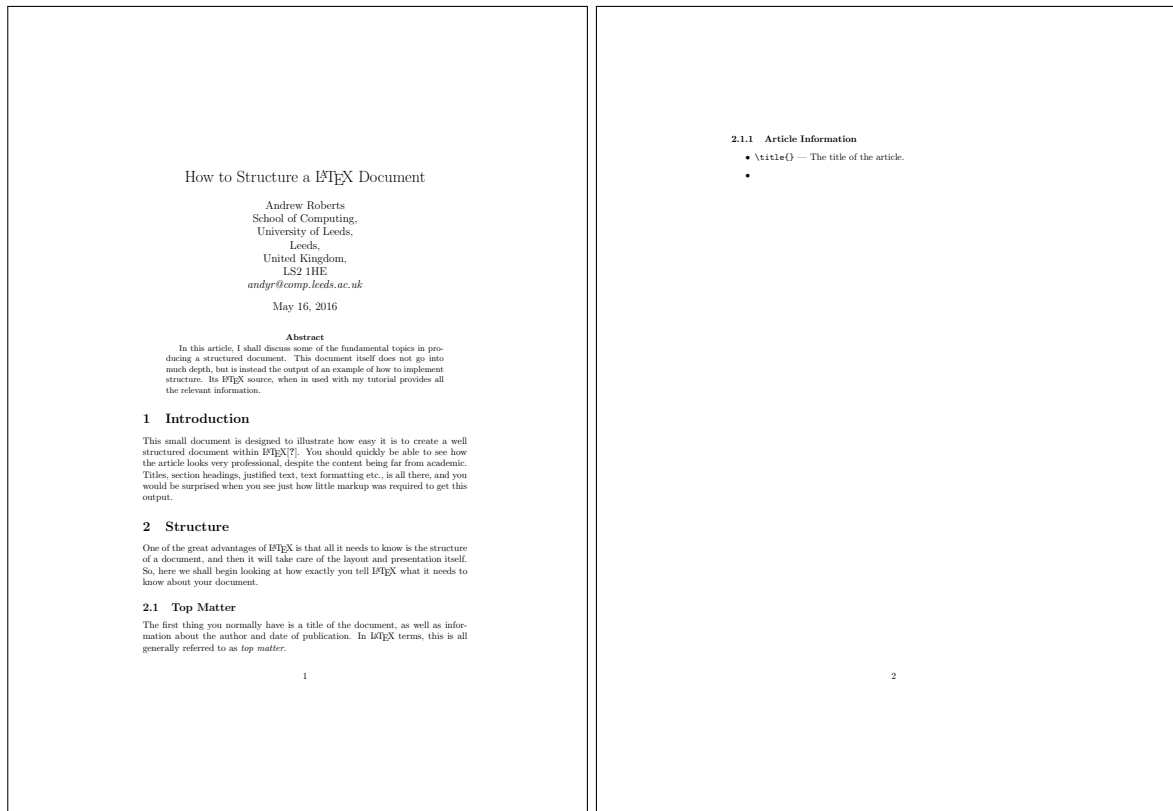 How to Structure a LATEX Document
Andrew Roberts
School of Computing,
University of Leeds,
Leeds,
United Kingdom,
LS2 1HE
andyr@comp.leeds.ac.uk
May 16, 2016
Abstract
In this article, I shall discuss some of the fundamental topics in pro-
ducing a structured document. This document itself does not go into
much depth, but is instead the output of an example of how to implement
structure. Its LATEX source, when in used with my tutorial provides all
the relevant information.
1 Introduction
This small document is designed to illustrate how easy it is to create a well
structured document within LATEX[?]. You should quickly be able to see how
the article looks very professional, despite the content being far from academic.
Titles, section headings, justified text, text formatting etc., is all there, and you
would be surprised when you see just how little markup was required to get this
output.
2 Structure
One of the great advantages of LATEX is that all it needs to know is the structure
of a document, and then it will take care of the layout and presentation itself.
So, here we shall begin looking at how exactly you tell LATEX what it needs to
know about your document.
2.1 Top Matter
The first thing you normally have is a title of the document, as well as infor-
mation about the author and date of publication. In LATEX terms, this is all
generally referred to as top matter.
1
2.1.1 Article Information
• \title{} — The title of the article.
•
2